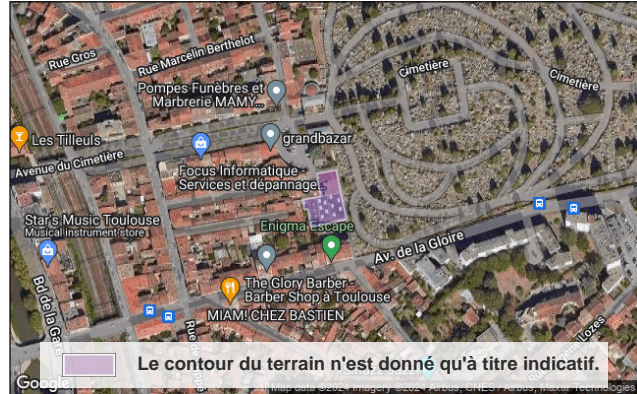 Rue Gros
Rue Marcelin Berthelot
Pompes Funèbres et
Marbrerie MAMY...
Cimetière
Cimetière
Les Tilleuls
grandbazar
Avenue du Cimetière
Focus Informatique -
Services et dépannage...
Star's Music Toulouse
Musical instrument store
Enigma Escape
Av. de la Gloire
The Glory Barber -
Barber Shop à Toulouse
MIAM! CHEZ BASTIEN
Bd de la Gare
Le contour du terrain n'est donné qu'à titre indicatif.
Google
Map data ©2024 Imagery ©2024 Airbus, CNES / Airbus, Maxar Technologies